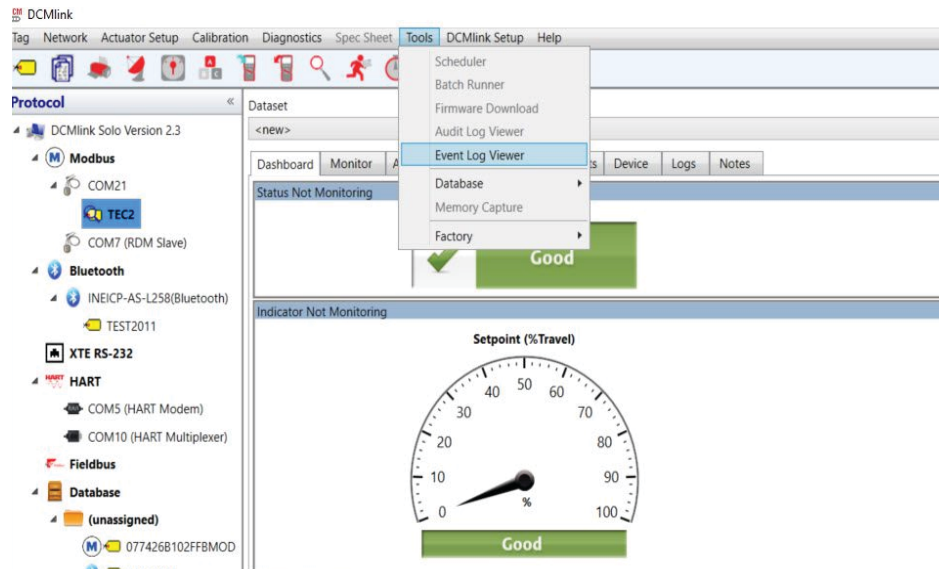 DCMlink
Tag Network Actuator Setup Calibration Diagnostics Spec Sheet Tools DCMlink Setup Help
Scheduler
Batch Runner
Firmware Download
Audit Log Viewer
Event Log Viewer
Database
Memory Capture
Factory
Protocol
DCMlink Solo Version 2.3
Modbus
COM21
TEC2
COM7 (RDM Slave)
Bluetooth
INEICP-AS-L258(Bluetooth)
TEST2011
XTE RS-232
HART
COM5 (HART Modem)
COM10 (HART Multiplexer)
Fieldbus
Database
(unassigned)
077426B102FFBMOD
Dataset
<new>
Dashboard Monitor Device Logs Notes
Status Not Monitoring
Good
Indicator Not Monitoring
Setpoint (%Travel)
0 10 20 30 40 50 60 70 80 90 100
%
Good